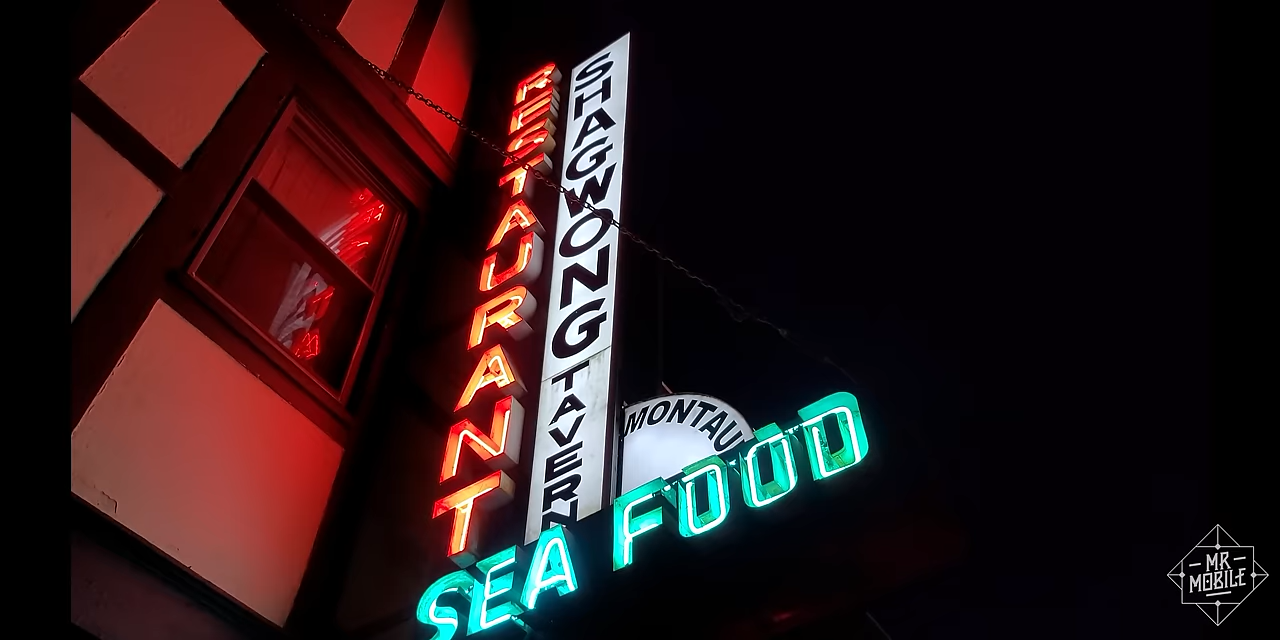 RESTAURANT
SHAGWONG
TAVERN
MONTAU
SEA FOOD
MR
MOBILE